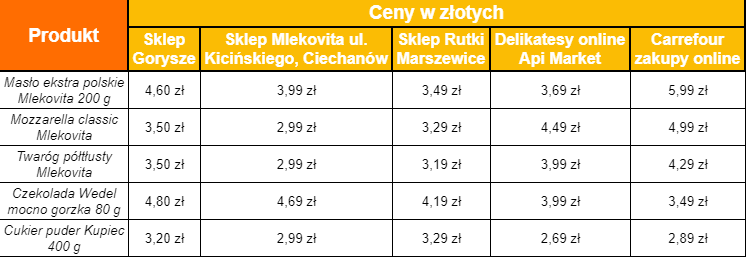 Produkt
Ceny w złotych
Sklep Gorysze
Sklep Mlekovita ul. Kicińskiego, Ciechanów
Sklep Rutki Marszewice
Delikatesy online Api Market
Carrefour zakupy online
Masło ekstra polskie Mlekovita 200 g
4,60 zł
3,99 zł
3,49 zł
3,69 zł
5,99 zł
Mozzarella classic Mlekovita
3,50 zł
2,99 zł
3,29 zł
4,49 zł
4,99 zł
Twaróg półtłusty Mlekovita
3,50 zł
2,99 zł
3,19 zł
3,99 zł
4,29 zł
Czekolada Wedel mocno gorzka 80 g
4,80 zł
4,69 zł
4,19 zł
3,99 zł
3,49 zł
Cukier puder Kupiec 400 g
3,20 zł
2,99 zł
3,29 zł
2,69 zł
2,89 zł